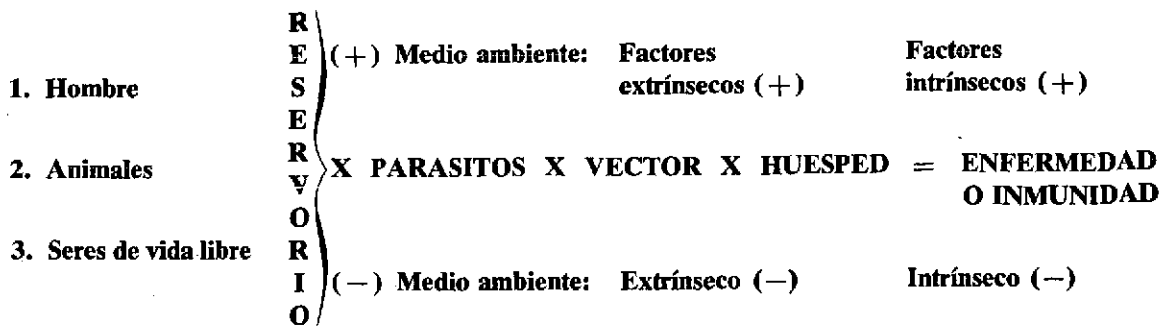 RESERVORIO
(+) Medio ambiente: Factores extrínsecos (+) Factores intrínsecos (+)
1. Hombre
2. Animales
X PARASITOS X VECTOR X HUESPED = ENFERMEDAD O INMUNIDAD
3. Seres de vida libre
(−) Medio ambiente: Extrínseco (−) Intrínseco (−)